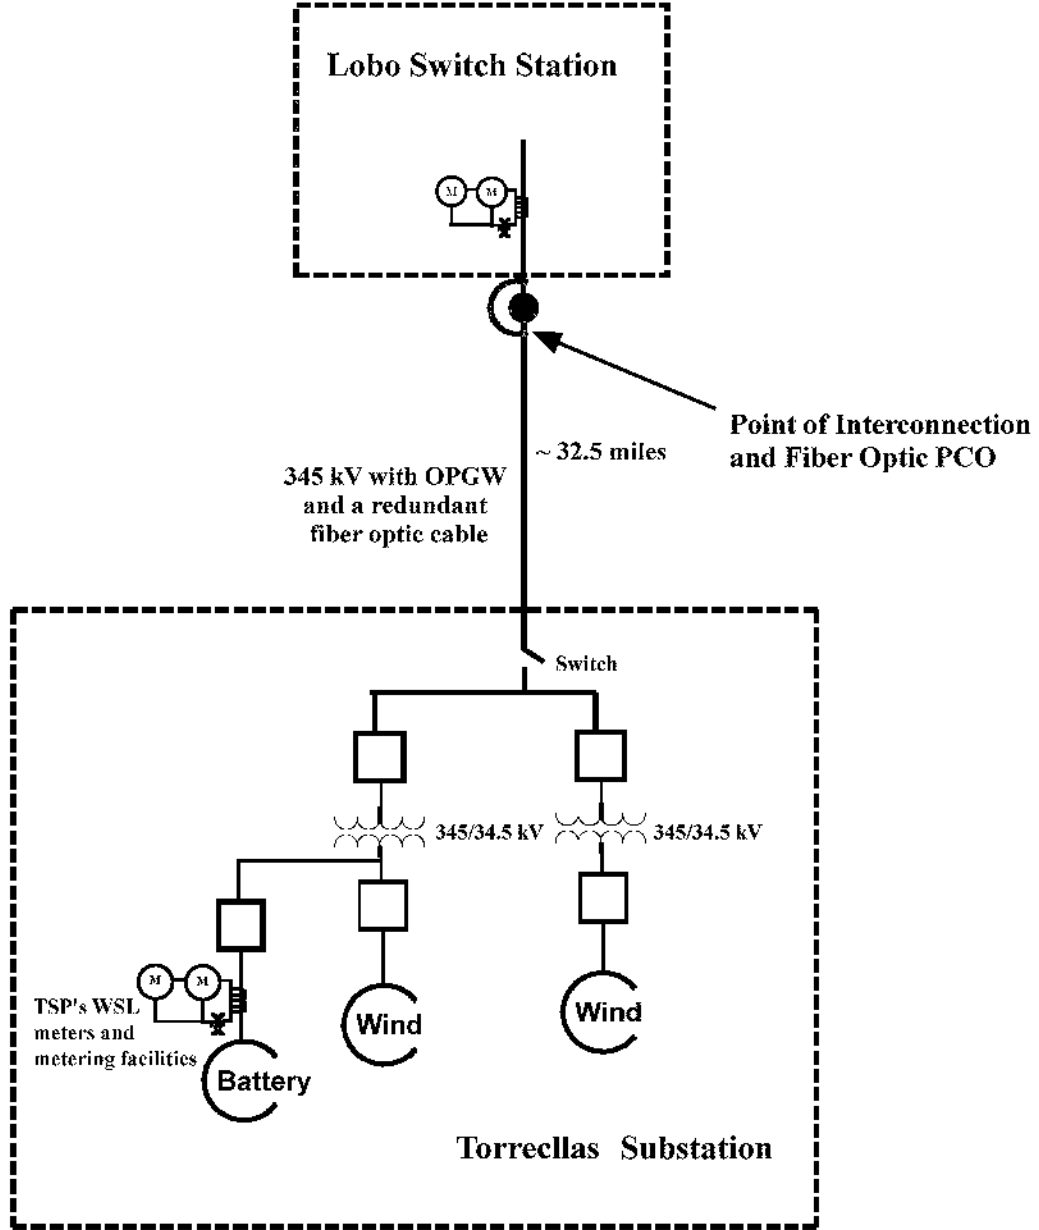 Lobo Switch Station
M M
Point of Interconnection
and Fiber Optic PCO
~ 32.5 miles
345 kV with OPGW
and a redundant
fiber optic cable
Switch
345/34.5 kV
345/34.5 kV
M M
TSP's WSL
meters and
metering facilities
Wind
Wind
Battery
Torrecllas Substation